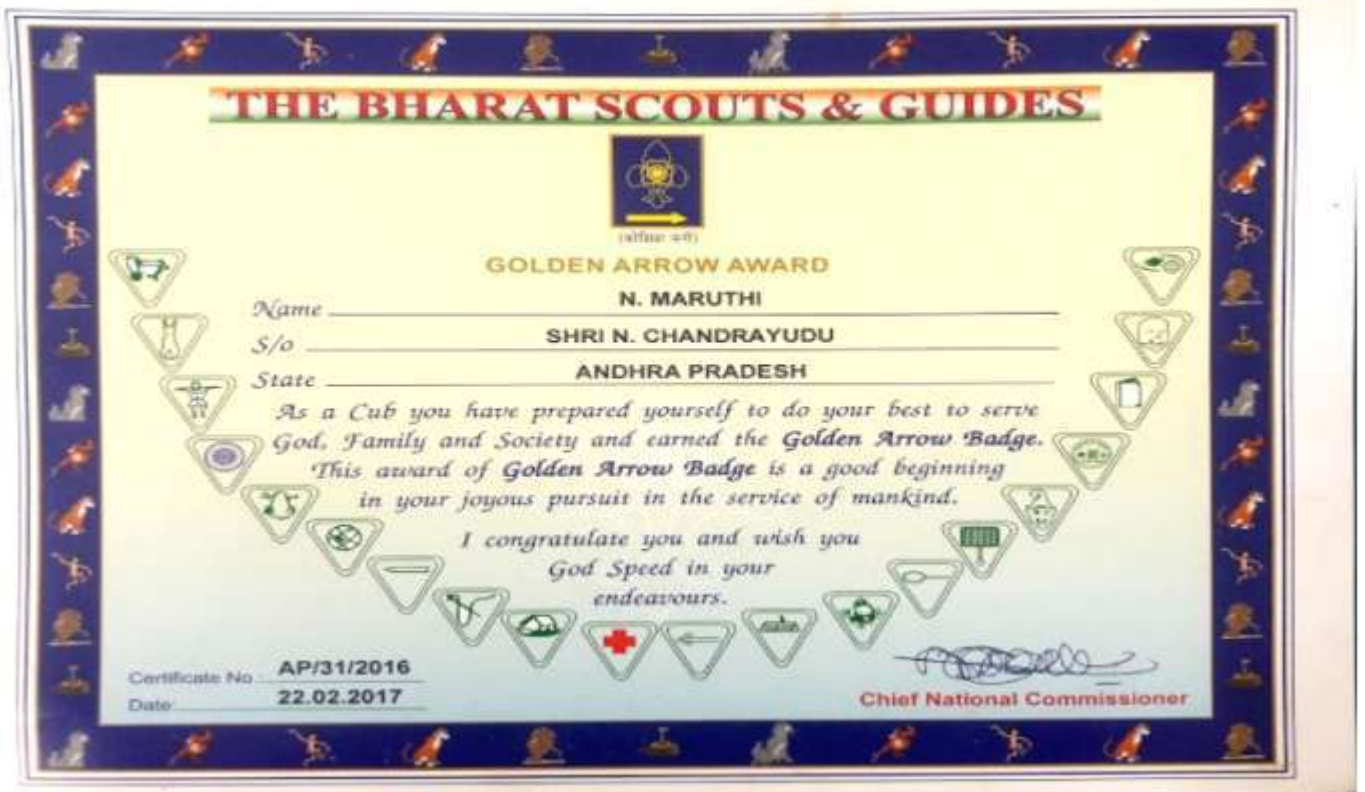 THE BHARAT SCOUTS & GUIDES
GOLDEN ARROW AWARD
Name N. MARUTHI
S/o SHRI N. CHANDRAYUDU
State ANDHRA PRADESH
As a Cub you have prepared yourself to do your best to serve
God, Family and Society and earned the Golden Arrow Badge.
This award of Golden Arrow Badge is a good beginning
in your joyous pursuit in the service of mankind.
I congratulate you and wish you
God Speed in your
endeavours.
Certificate No. AP/31/2016
Date: 22.02.2017
Chief National Commissioner